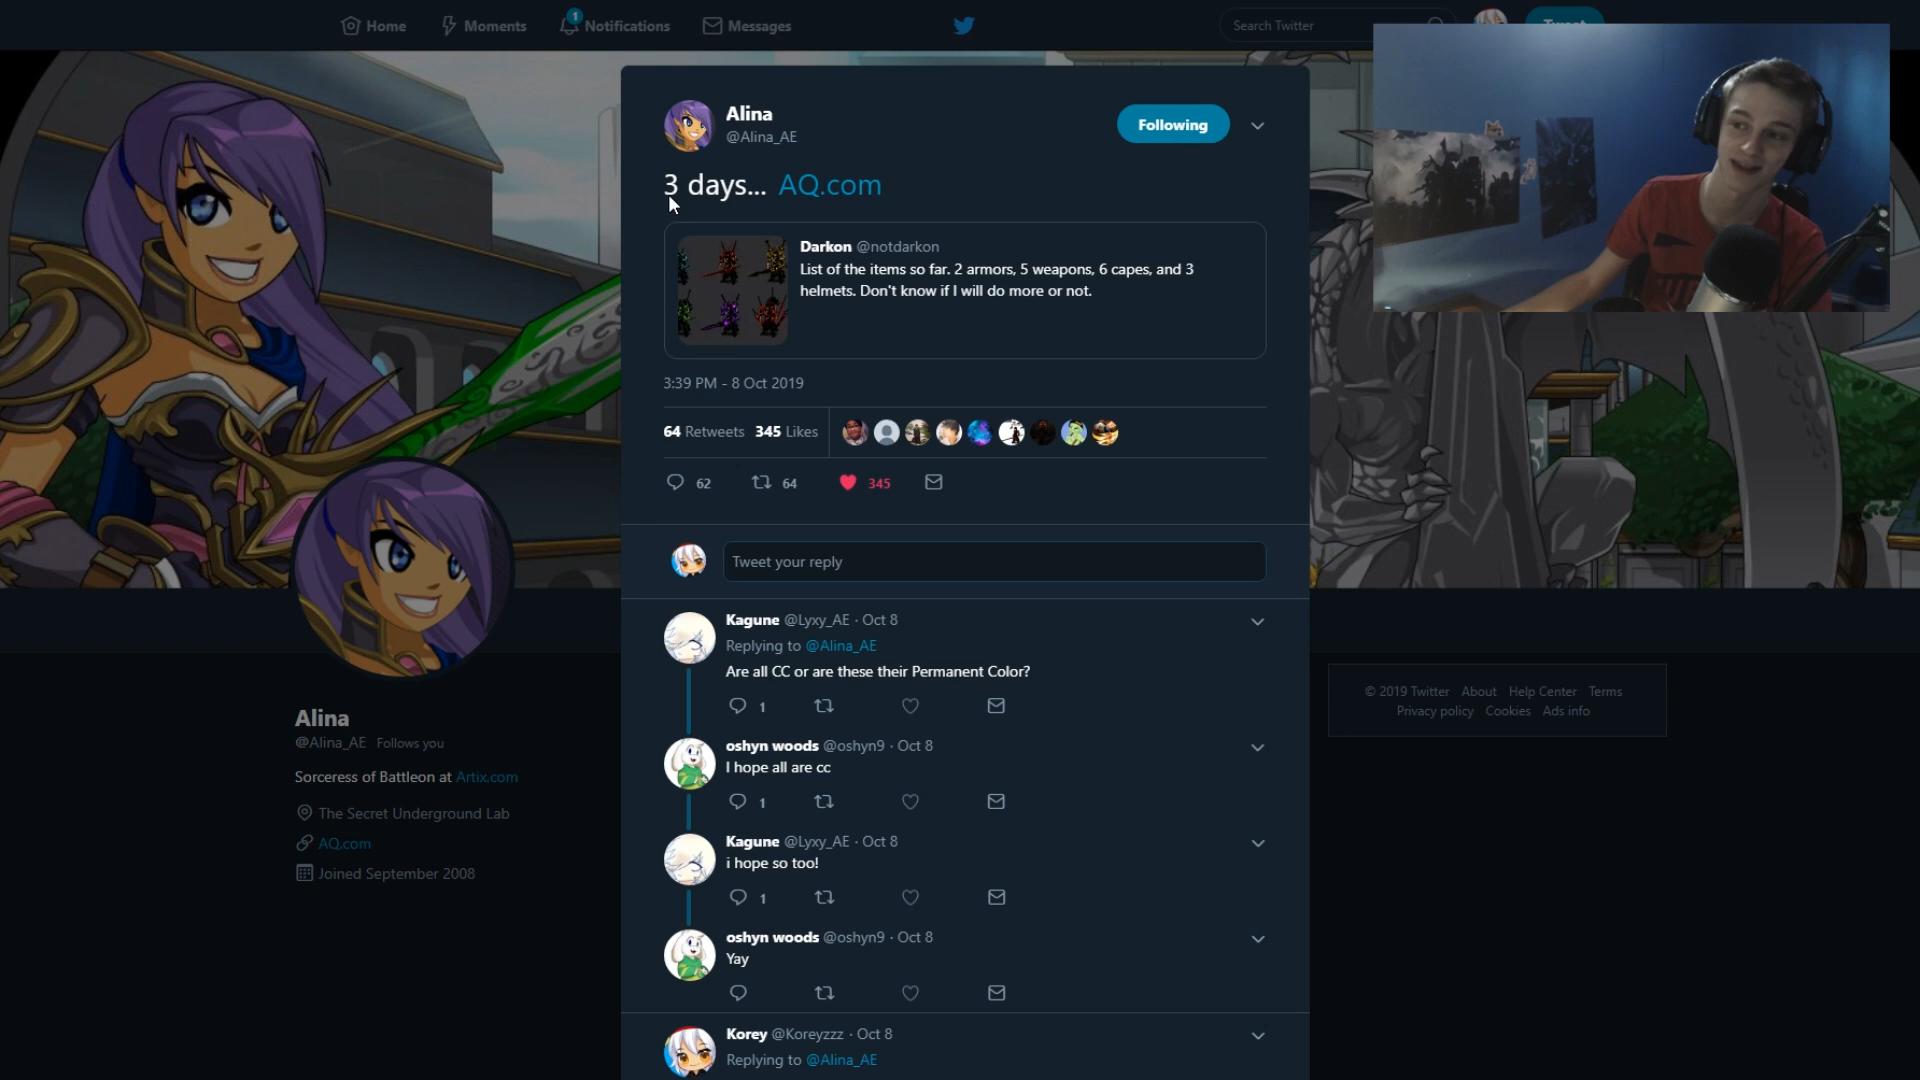 Home
Moments
1
Notifications
Messages
Search Twitter
Tweet
Alina
@Alina_AE
Following
3 days... AQ.com
Darkon @notdarkon
List of the items so far. 2 armors, 5 weapons, 6 capes, and 3
helmets. Don't know if I will do more or not.
3:39 PM - 8 Oct 2019
64 Retweets 345 Likes
62
64
345
Tweet your reply
Kagune @Lyxy_AE · Oct 8
Replying to @Alina_AE
Are all CC or are these their Permanent Color?
1
oshyn woods @oshyn9 · Oct 8
I hope all are cc
1
Kagune @Lyxy_AE · Oct 8
i hope so too!
1
oshyn woods @oshyn9 · Oct 8
Yay
Korey @Koreyzzz · Oct 8
Replying to @Alina_AE
Alina
@Alina_AE Follows you
Sorceress of Battleon at Artix.com
The Secret Underground Lab
AQ.com
Joined September 2008
© 2019 Twitter About Help Center Terms
Privacy policy Cookies Ads info